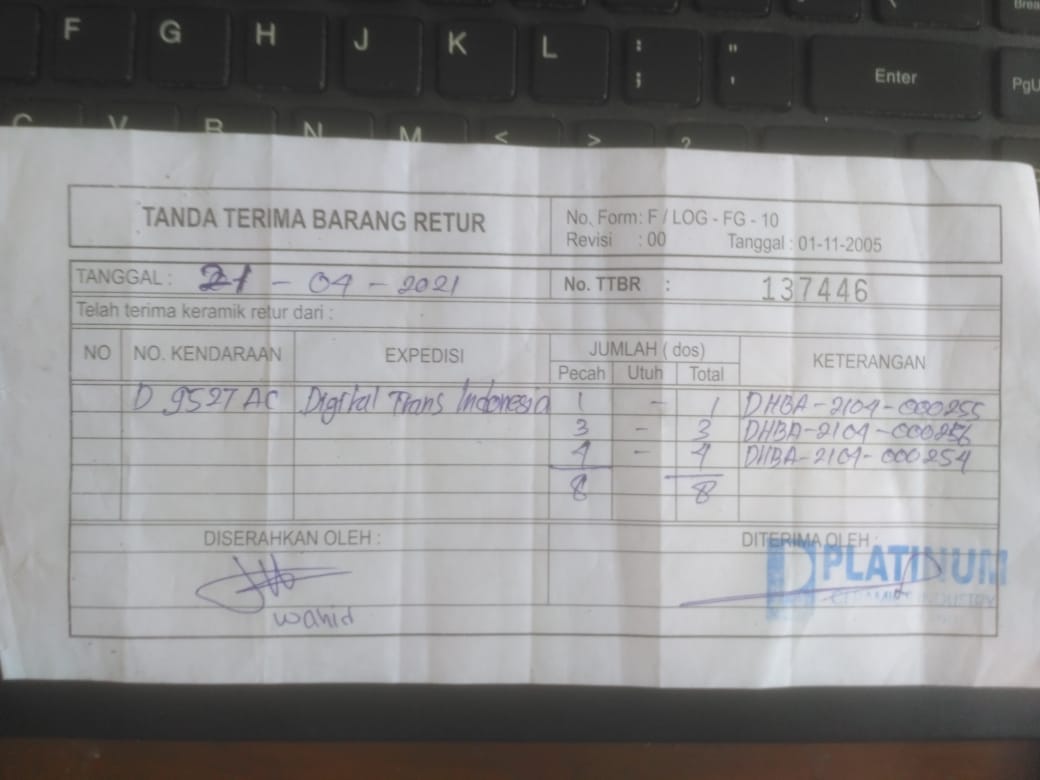 F G H J K L : ; " ' Enter PgU
C V B N M < > ?
TANDA TERIMA BARANG RETUR
No. Form: F / LOG - FG - 10
Revisi : 00 Tanggal : 01-11-2005
TANGGAL : 21 - 04 - 2021 No. TTBR : 137446
Telah terima keramik retur dari :
NO NO. KENDARAAN EXPEDISI JUMLAH ( dos) KETERANGAN
Pecah Utuh Total
D 9527 AC Digital Trans Indonesia 1 - 1 DHBA-2104-000255
3 - 3 DHBA-2104-000256
4 - 4 DHBA-2104-000254
8 8
DISERAHKAN OLEH : DITERIMA OLEH :
PLATINUM
CERAMICS INDUSTRY
Wahid